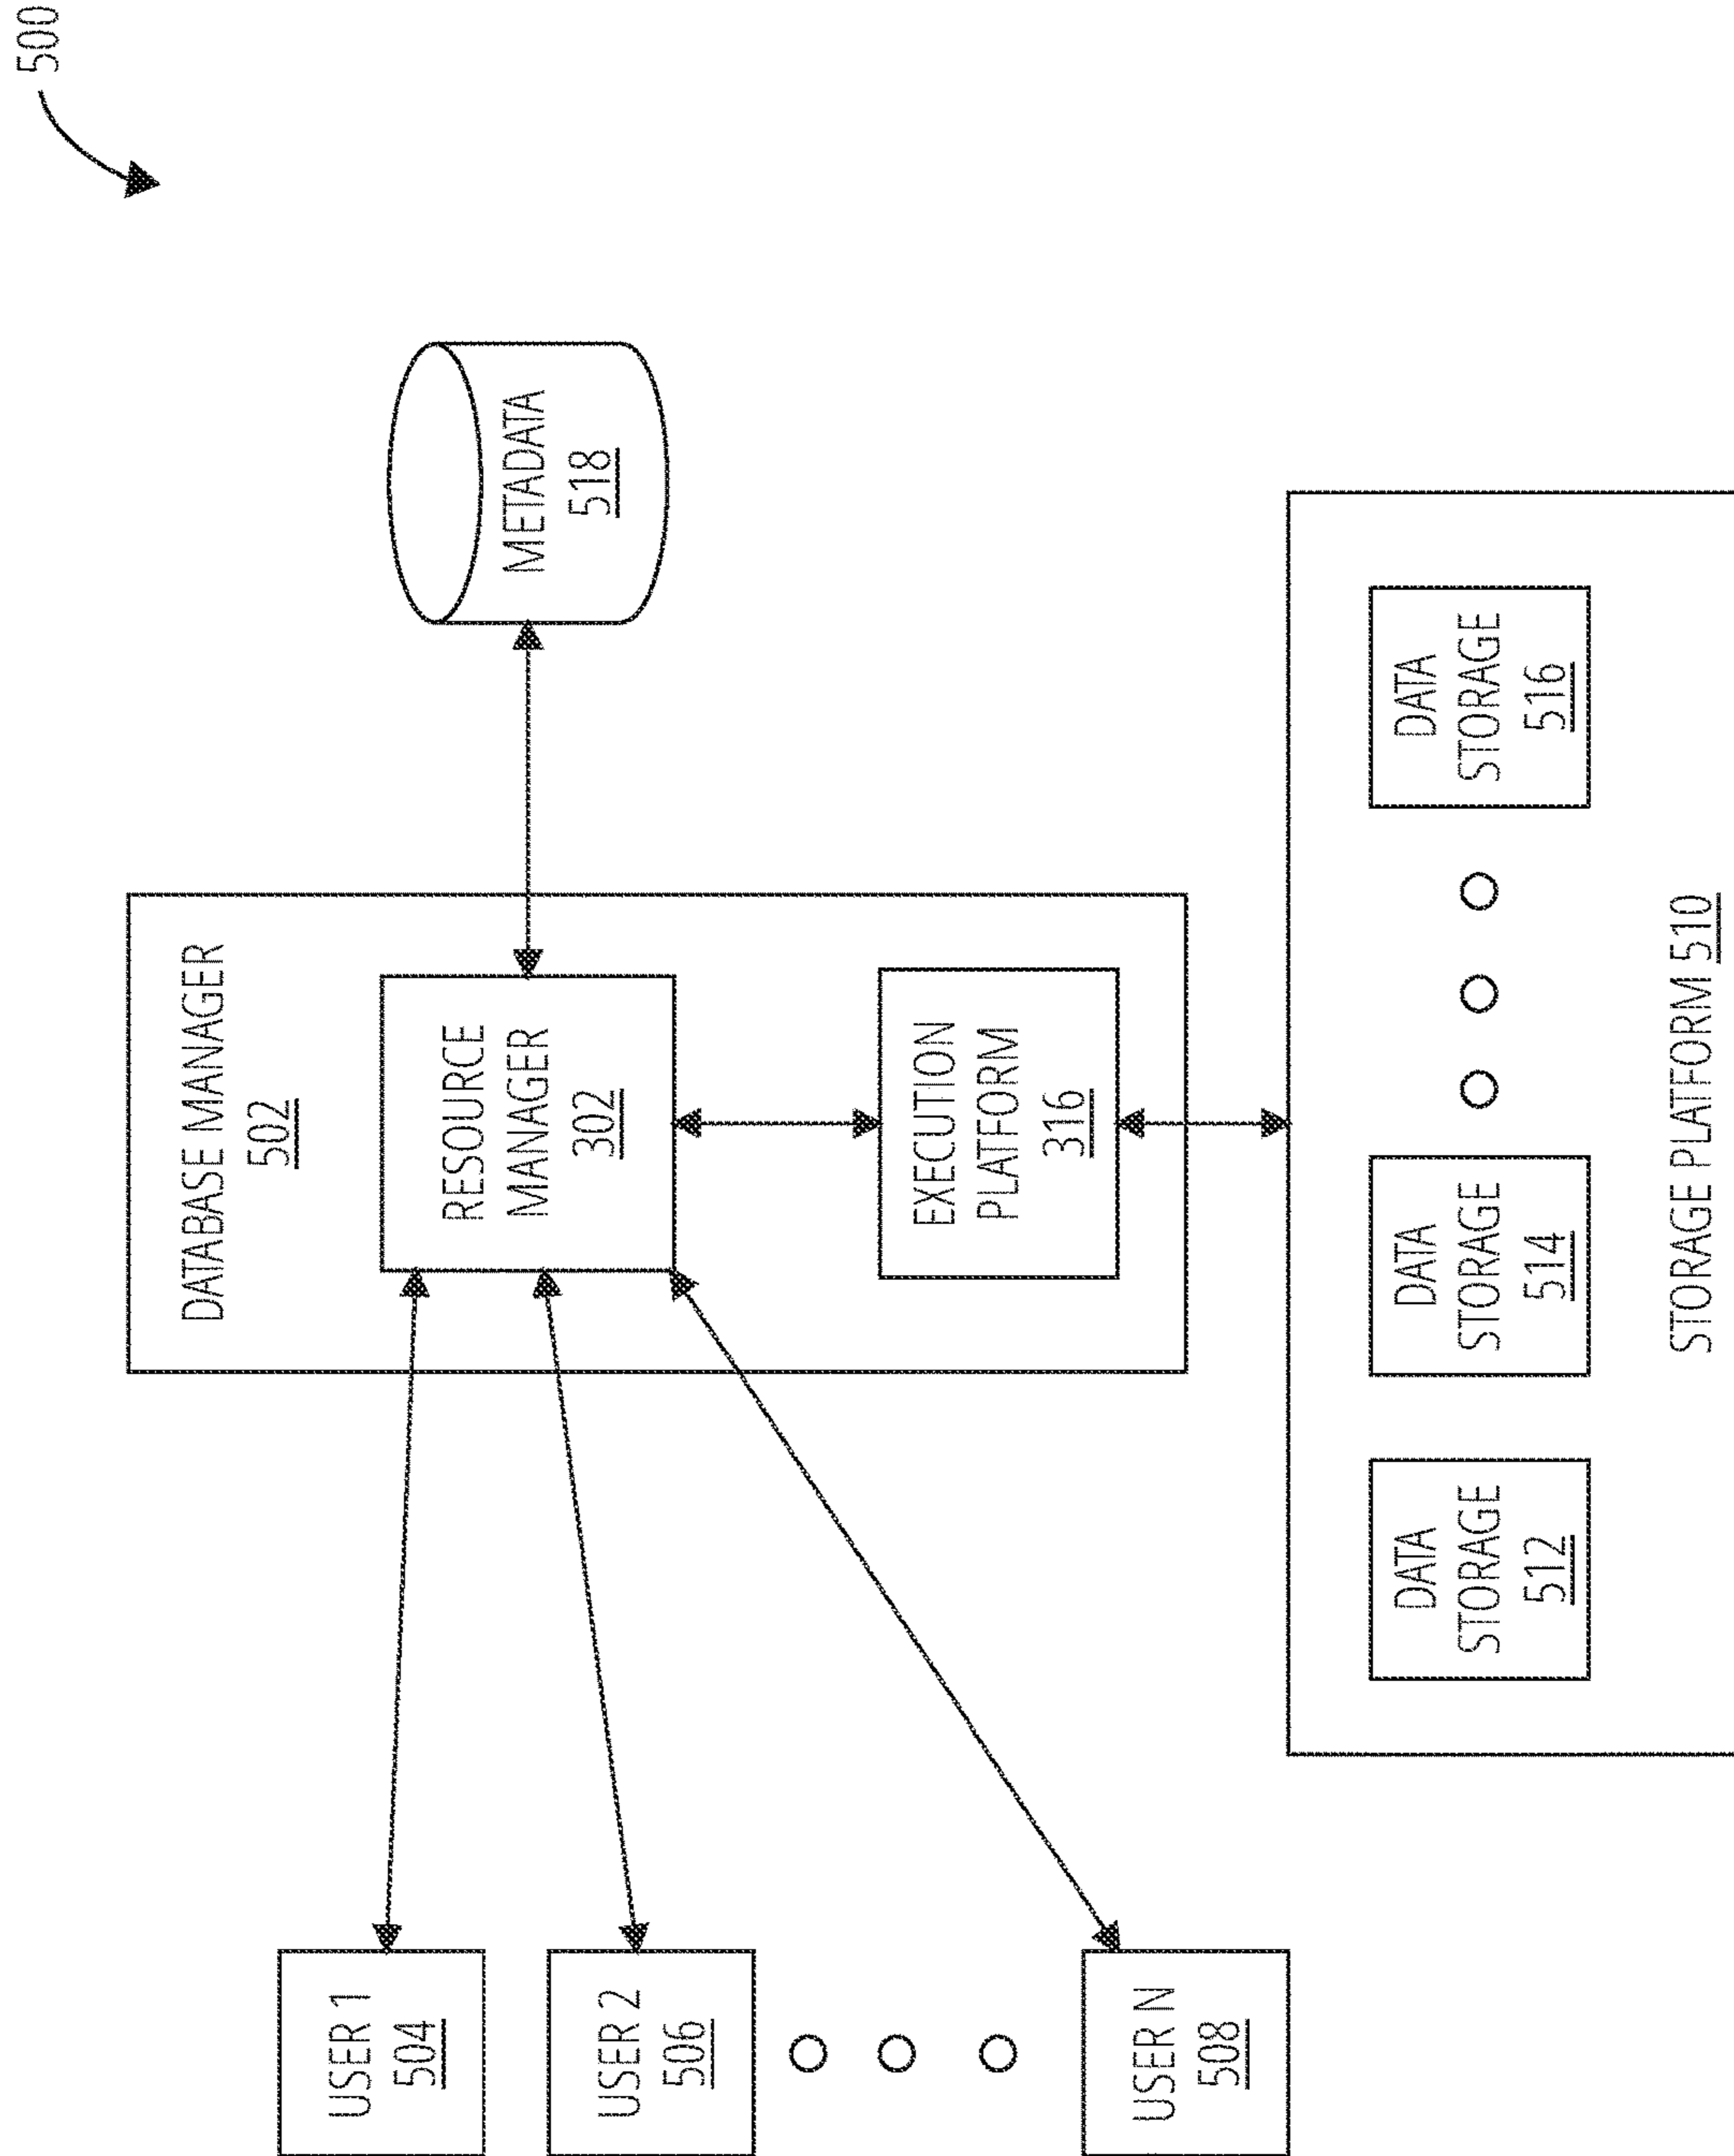 500
DATABASE MANAGER
502
USER 1
504
RESOURCE
MANAGER
302
METADATA
518
USER 2
506
USER N
508
EXECUTION
PLATFORM
316
DATA
STORAGE
512
DATA
STORAGE
514
DATA
STORAGE
516
STORAGE PLATFORM 510